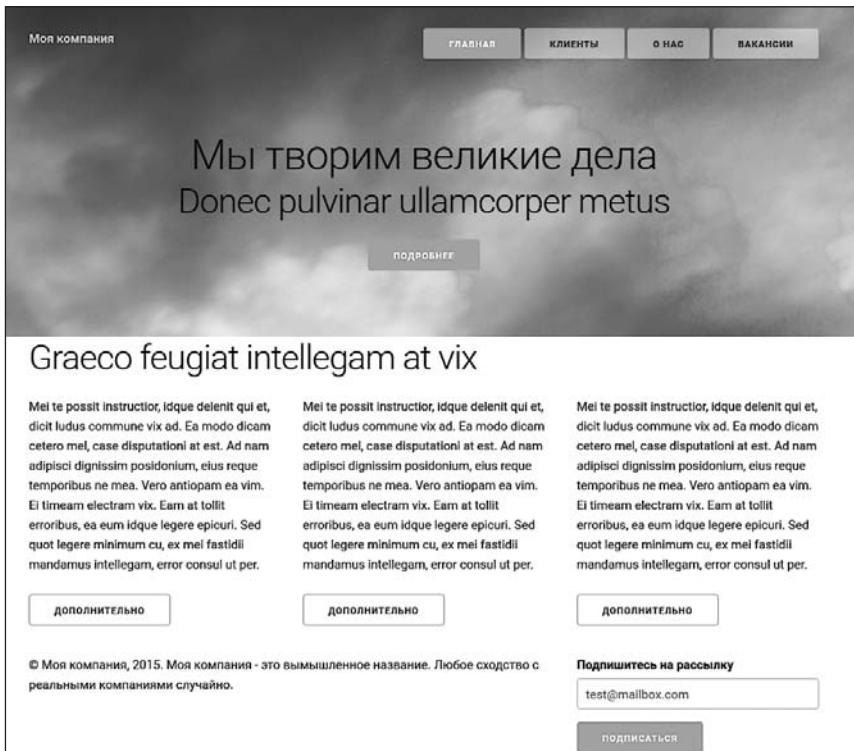 Моя компания
ГЛАВНАЯ
КЛИЕНТЫ
О НАС
ВАКАНСИИ
Мы творим великие дела
Donec pulvinar ullamcorper metus
ПОДРОБНЕЕ
Graeco feugiat intellegam at vix
Mei te possit instructior, idque delenit qui et,
dicit ludus commune vix ad. Ea modo dicam
cetero mel, case disputationi at est. Ad nam
adipisci dignissim posidonium, eius reque
temporibus ne mea. Vero antiopam ea vim.
Ei timeam electram vix. Eam at tollit
erroribus, ea eum idque legere epicuri. Sed
quot legere minimum cu, ex mei fastidii
mandamus intellegam, error consul ut per.
ДОПОЛНИТЕЛЬНО
Mei te possit instructior, idque delenit qui et,
dicit ludus commune vix ad. Ea modo dicam
cetero mel, case disputationi at est. Ad nam
adipisci dignissim posidonium, eius reque
temporibus ne mea. Vero antiopam ea vim.
Ei timeam electram vix. Eam at tollit
erroribus, ea eum idque legere epicuri. Sed
quot legere minimum cu, ex mei fastidii
mandamus intellegam, error consul ut per.
ДОПОЛНИТЕЛЬНО
Mei te possit instructior, idque delenit qui et,
dicit ludus commune vix ad. Ea modo dicam
cetero mel, case disputationi at est. Ad nam
adipisci dignissim posidonium, eius reque
temporibus ne mea. Vero antiopam ea vim.
Ei timeam electram vix. Eam at tollit
erroribus, ea eum idque legere epicuri. Sed
quot legere minimum cu, ex mei fastidii
mandamus intellegam, error consul ut per.
ДОПОЛНИТЕЛЬНО
© Моя компания, 2015. Моя компания - это вымышленное название. Любое сходство с
реальными компаниями случайно.
Подпишитесь на рассылку
test@mailbox.com
ПОДПИСАТЬСЯ